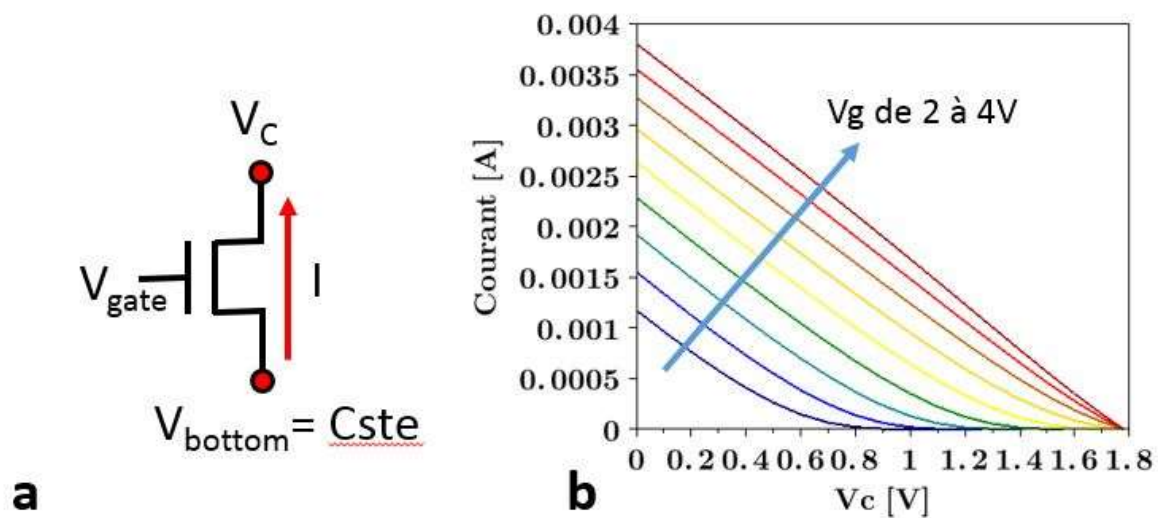 V_C
V_gate
I
V_bottom= Cste
a
0.004
0.0035
0.003
0.0025
0.002
0.0015
0.001
0.0005
0
Courant [A]
Vg de 2 à 4V
0 0.2 0.4 0.6 0.8 1 1.2 1.4 1.6 1.8
Vc [V]
b